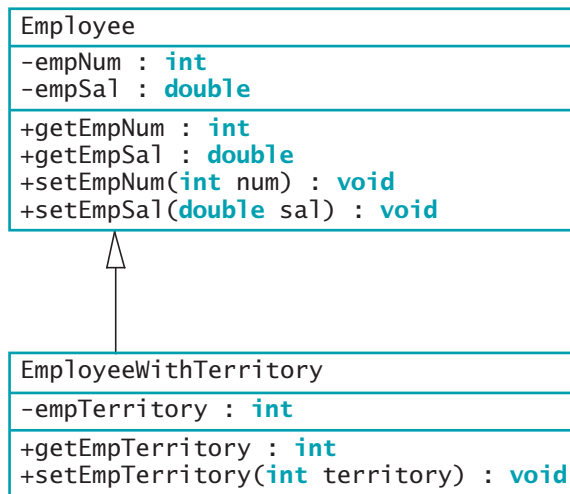 Employee
-empNum : int
-empSal : double
+getEmpNum : int
+getEmpSal : double
+setEmpNum(int num) : void
+setEmpSal(double sal) : void
EmployeeWithTerritory
-empTerritory : int
+getEmpTerritory : int
+setEmpTerritory(int territory) : void